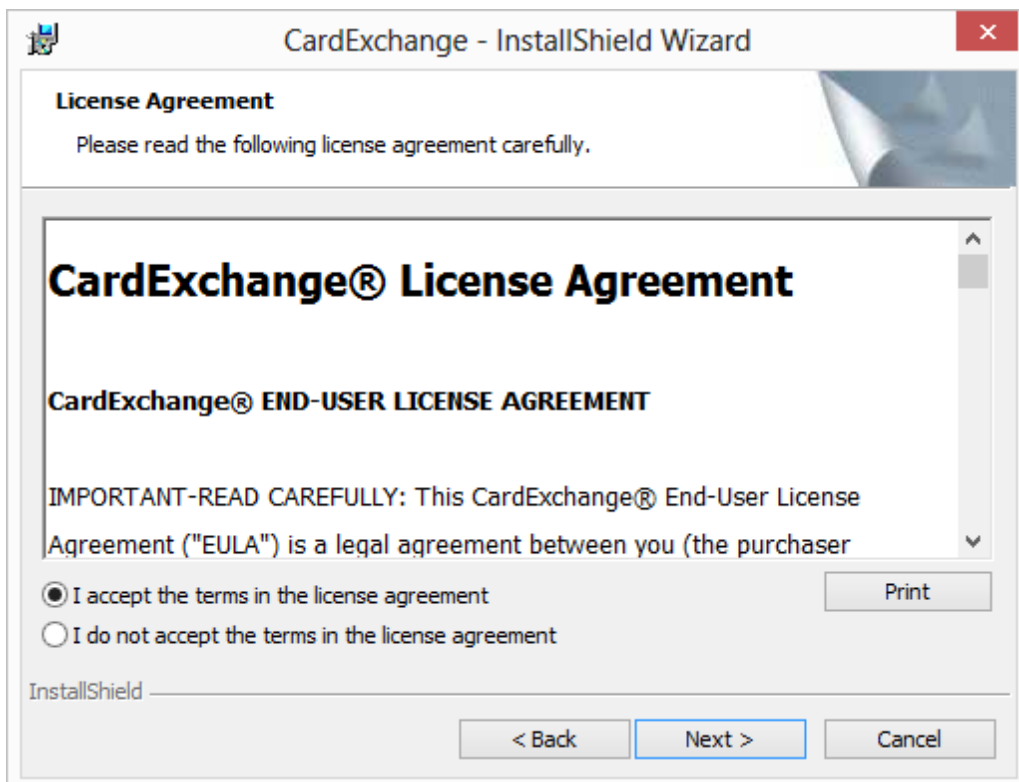 CardExchange - InstallShield Wizard
License Agreement
Please read the following license agreement carefully.
CardExchange® License Agreement
CardExchange® END-USER LICENSE AGREEMENT
IMPORTANT-READ CAREFULLY: This CardExchange® End-User License
Agreement ("EULA") is a legal agreement between you (the purchaser
I accept the terms in the license agreement
Print
I do not accept the terms in the license agreement
InstallShield
< Back
Next >
Cancel